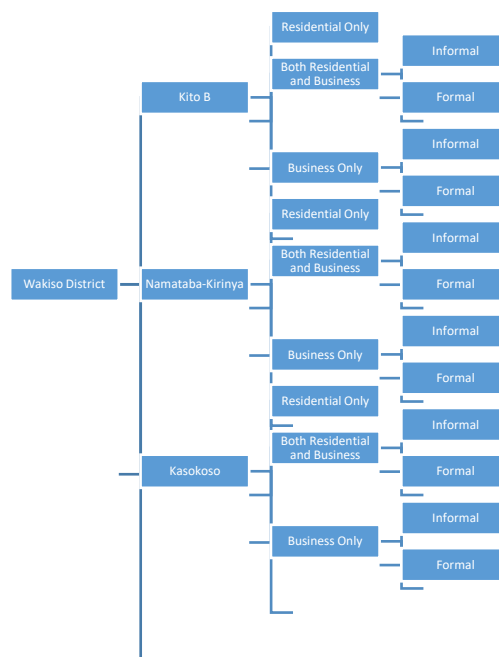 Residential Only
Informal
Both Residential
and Business
Kito B
Formal
Informal
Business Only
Formal
Residential Only
Informal
Both Residential
and Business
Wakiso District
Namataba-Kirinya
Formal
Informal
Business Only
Formal
Residential Only
Informal
Both Residential
and Business
Kasokoso
Formal
Informal
Business Only
Formal